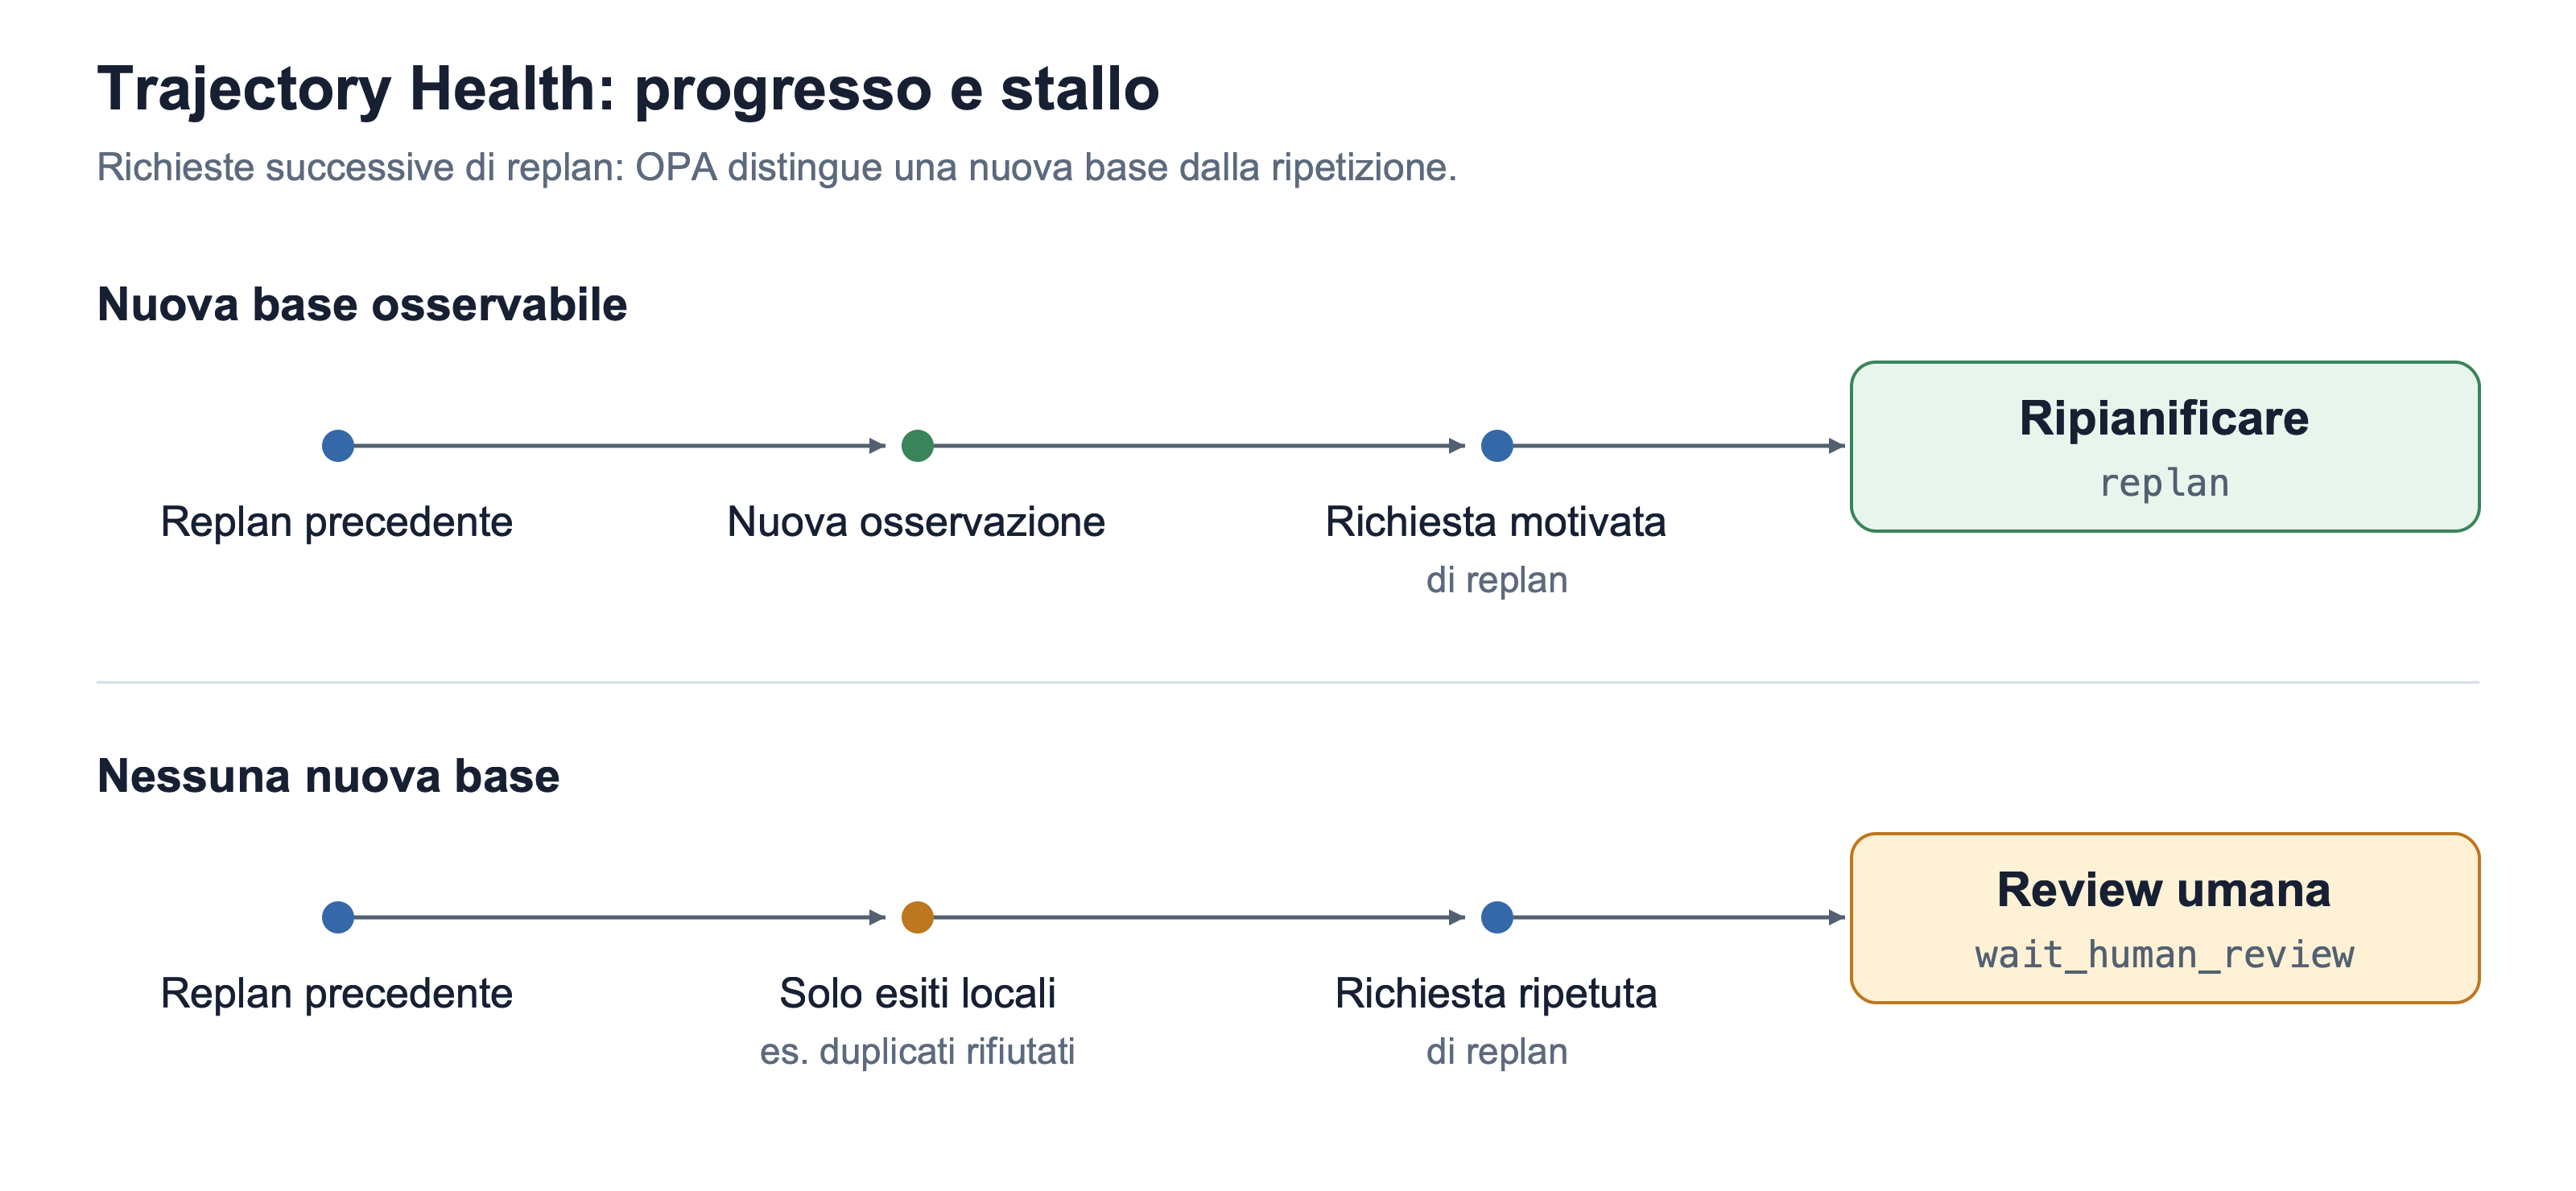 Trajectory Health: progresso e stallo
Richieste successive di replan: OPA distingue una nuova base dalla ripetizione.
Nuova base osservabile
Replan precedente
Nuova osservazione
Richiesta motivata
di replan
Ripianificare
replan
Nessuna nuova base
Replan precedente
Solo esiti locali
es. duplicati rifiutati
Richiesta ripetuta
di replan
Review umana
wait_human_review